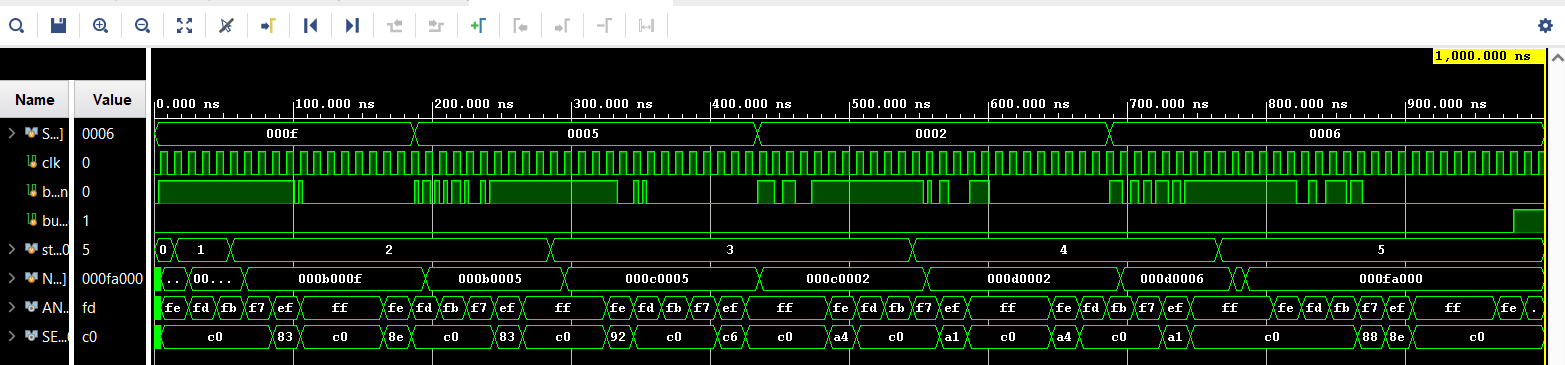 1,000.000 ns
Name Value
0.000 ns 100.000 ns 200.000 ns 300.000 ns 400.000 ns 500.000 ns 600.000 ns 700.000 ns 800.000 ns 900.000 ns
S...] 0006 000f 0005 0002 0006
clk 0
b...n 0
bu... 1
st...0 5 0 1 2 3 4 5
N...] 000fa000 .. 00... 000b000f 000b0005 000c0005 000c0002 000d0002 000d0006 000fa000
AN... fd fe fd fb f7 ef ff fe fd fb f7 ef ff fe fd fb f7 ef ff fe fd fb f7 ef ff fe fd fb f7 ef ff fe fd fb f7 ef ff fe .
SE... c0 c0 83 c0 8e c0 83 c0 92 c0 c6 c0 a4 c0 a1 c0 a4 c0 a1 c0 88 8e c0